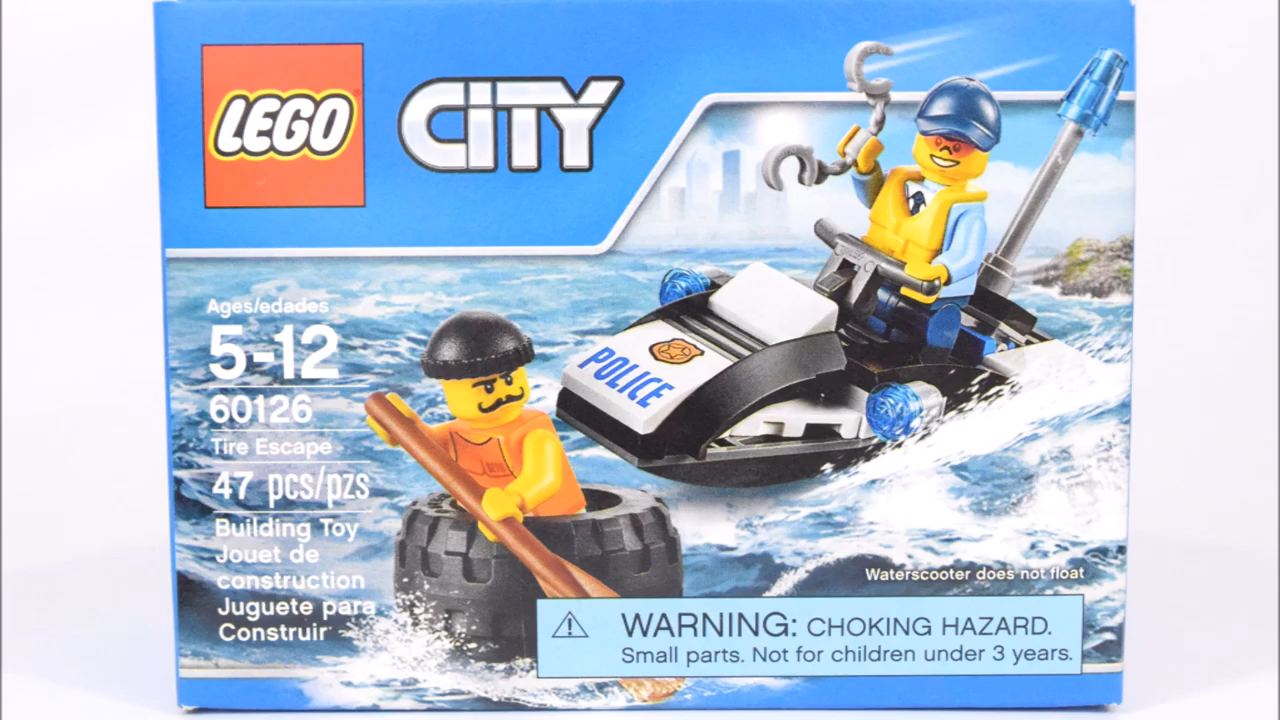 LEGO
CITY
Ages/edades
5-12
60126
Tire Escape
47 pcs/pzs
Building Toy
Jouet de
construction
Juguete para
Construir
POLICE
Waterscooter does not float
WARNING: CHOKING HAZARD.
Small parts. Not for children under 3 years.